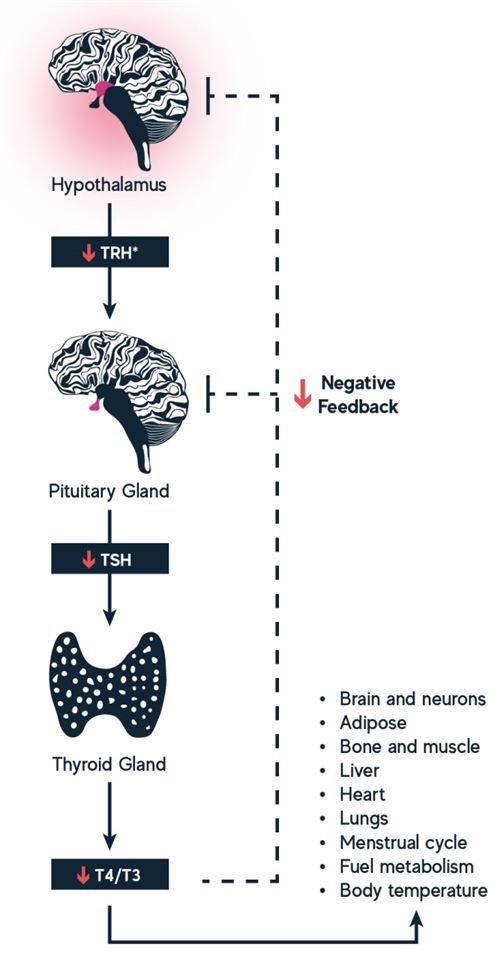 Hypothalamus
TRH*
Pituitary Gland
Negative
Feedback
TSH
Thyroid Gland
T4/T3
• Brain and neurons
• Adipose
• Bone and muscle
• Liver
• Heart
• Lungs
• Menstrual cycle
• Fuel metabolism
• Body temperature